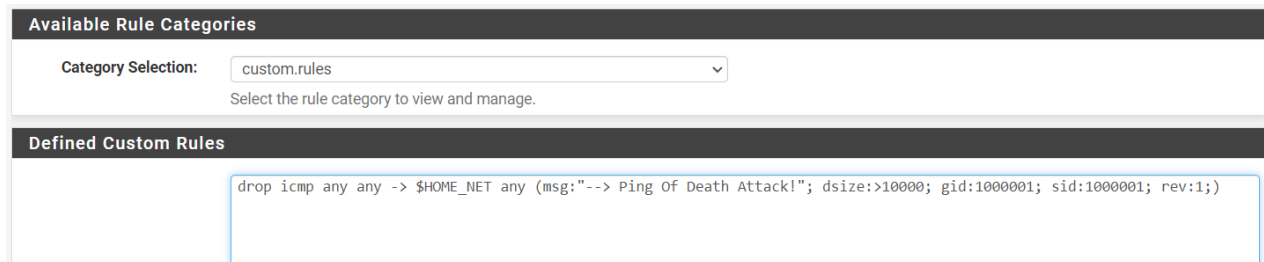 Available Rule Categories
Category Selection: custom.rules
Select the rule category to view and manage.
Defined Custom Rules
drop icmp any any -> $HOME_NET any (msg:"--> Ping Of Death Attack!"; dsize:>10000; gid:1000001; sid:1000001; rev:1;)